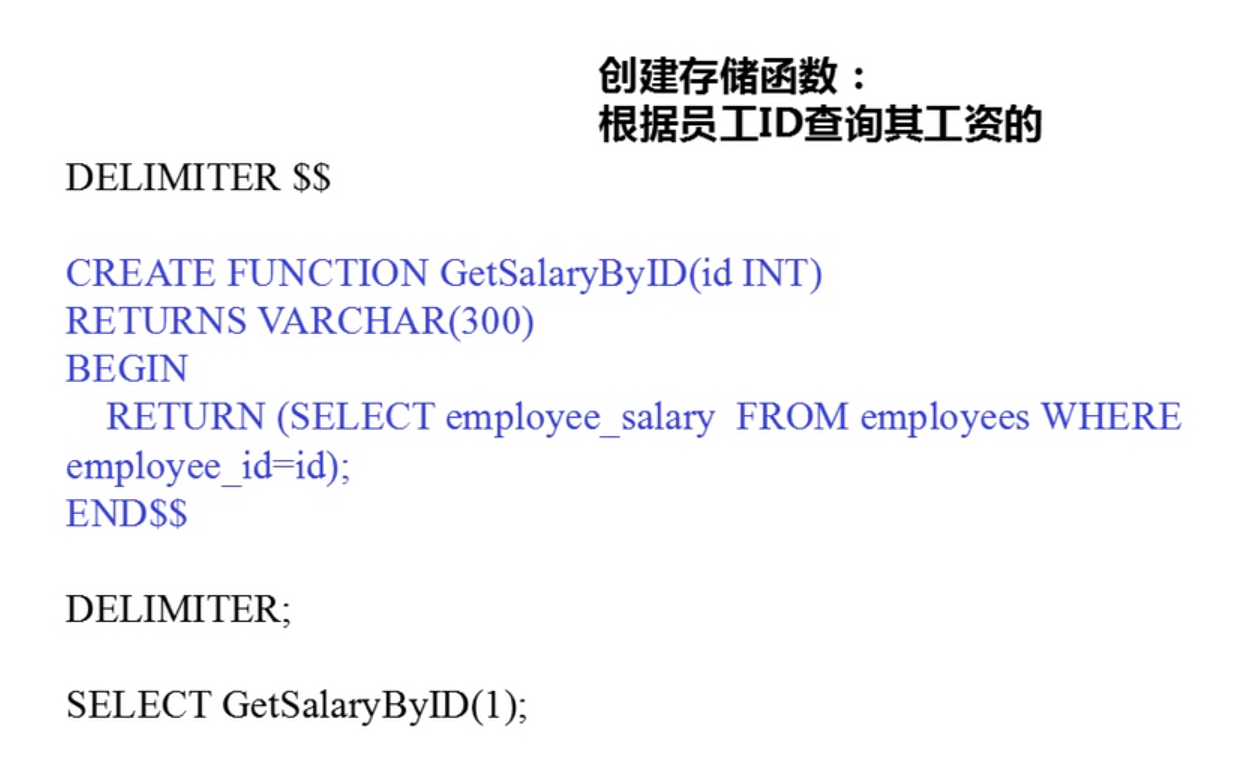 创建存储函数：
根据员工ID查询其工资的
DELIMITER $$
CREATE FUNCTION GetSalaryByID(id INT)
RETURNS VARCHAR(300)
BEGIN
RETURN (SELECT employee_salary FROM employees WHERE
employee_id=id);
END$$
DELIMITER;
SELECT GetSalaryByID(1);